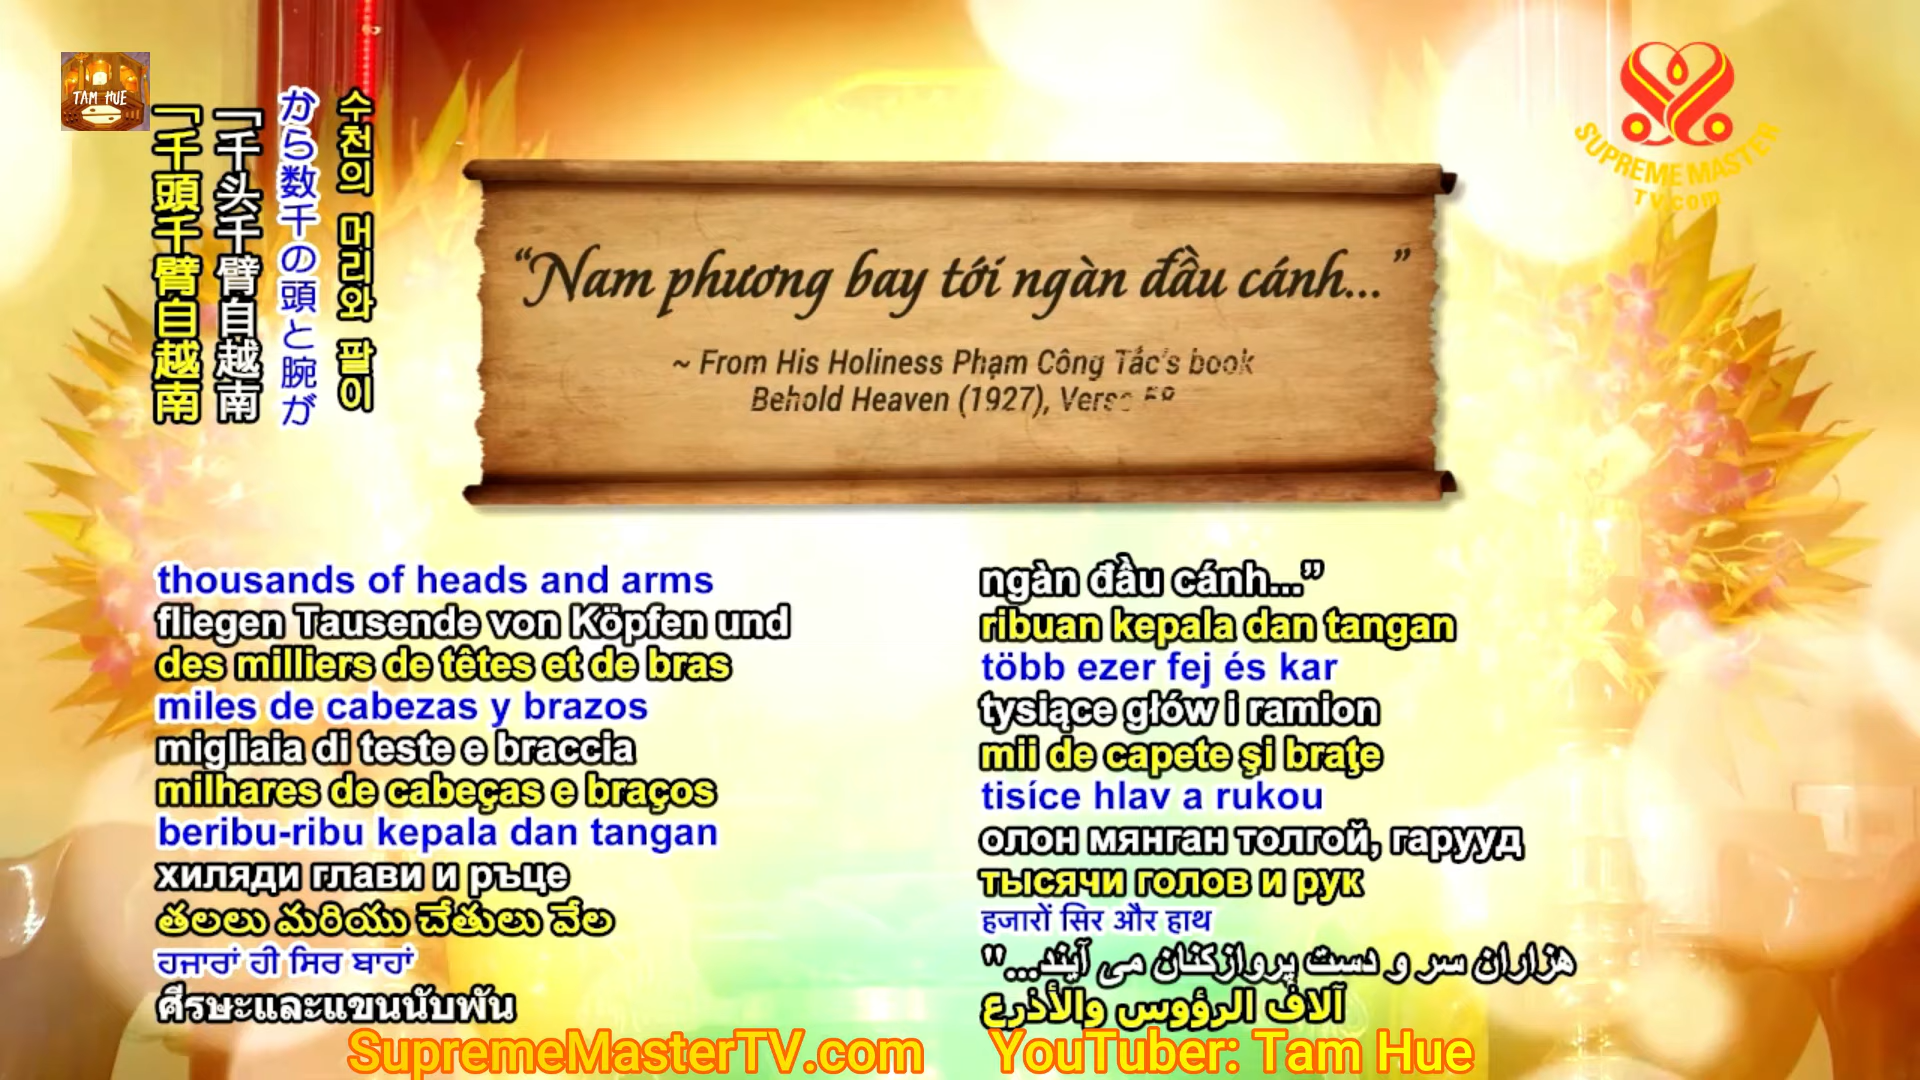 TAM HUE
「千頭千臂自越南
「千头千臂自越南
から数千の頭と腕が
수천의 머리와 팔이
SUPREME MASTER
TV.com
“Nam phương bay tới ngàn đầu cánh... ”
~ From His Holiness Phạm Công Tắc’s book
Behold Heaven (1927), Verse 58
thousands of heads and arms
fliegen Tausende von Köpfen und
des milliers de têtes et de bras
miles de cabezas y brazos
migliaia di teste e braccia
milhares de cabeças e braços
beribu-ribu kepala dan tangan
хиляди глави и ръце
తలలు మరియు చేతులు వేల
ਹਜਾਰਾਂ ਹੀ ਸਿਰ ਬਾਹਾਂ
ศีรษะและแขนนับพัน
ngàn đầu cánh...”
ribuan kepala dan tangan
több ezer fej és kar
tysiące głów i ramion
mii de capete şi braţe
tisíce hlav a rukou
олон мянган толгой, гарууд
тысячи голов и рук
हजारों सिर और हाथ
هزاران سر و دست پروازکنان می آیند..."
آلاف الرؤوس والأذرع
SupremeMasterTV.com
YouTuber: Tam Hue